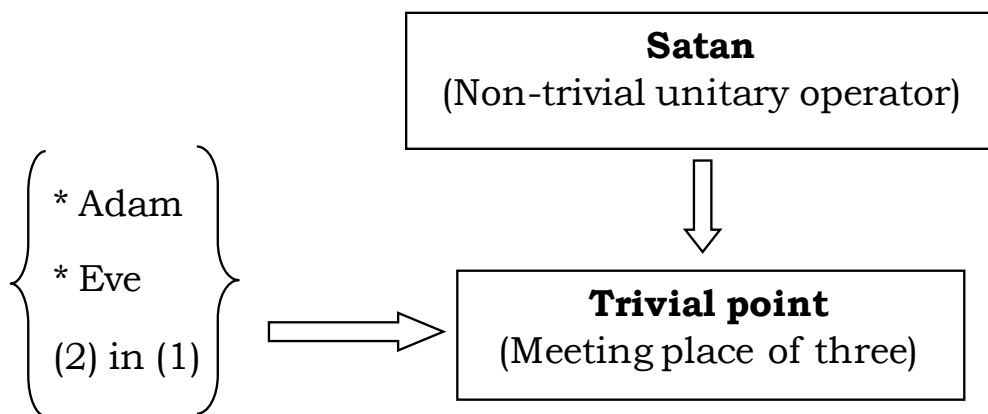 Satan
(Non-trivial unitary operator)
* Adam
* Eve
(2) in (1)
Trivial point
(Meeting place of three)